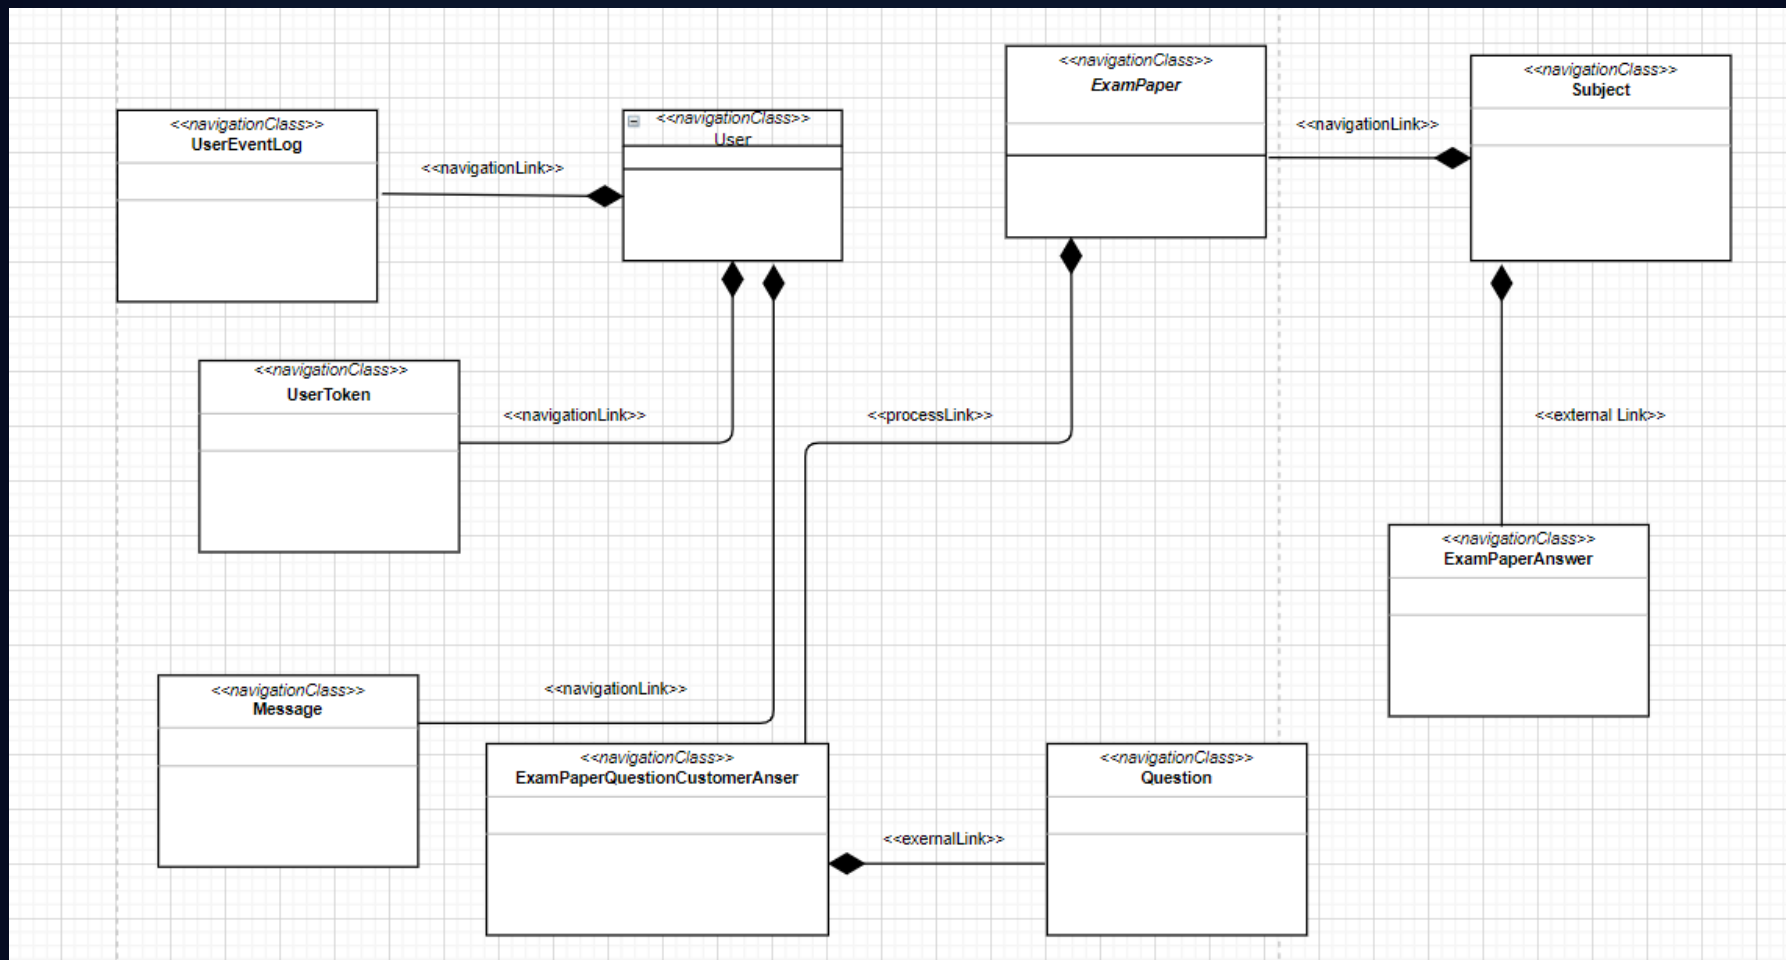 <<navigationClass>>
ExamPaper
<<navigationClass>>
Subject
<<navigationClass>>
UserEventLog
<<navigationClass>>
User
<<navigationLink>>
<<navigationLink>>
<<navigationClass>>
UserToken
<<navigationLink>>
<<processLink>>
<<external Link>>
<<navigationClass>>
ExamPaperAnswer
<<navigationClass>>
Message
<<navigationLink>>
<<navigationClass>>
ExamPaperQuestionCustomerAnser
<<navigationClass>>
Question
<<exernalLink>>